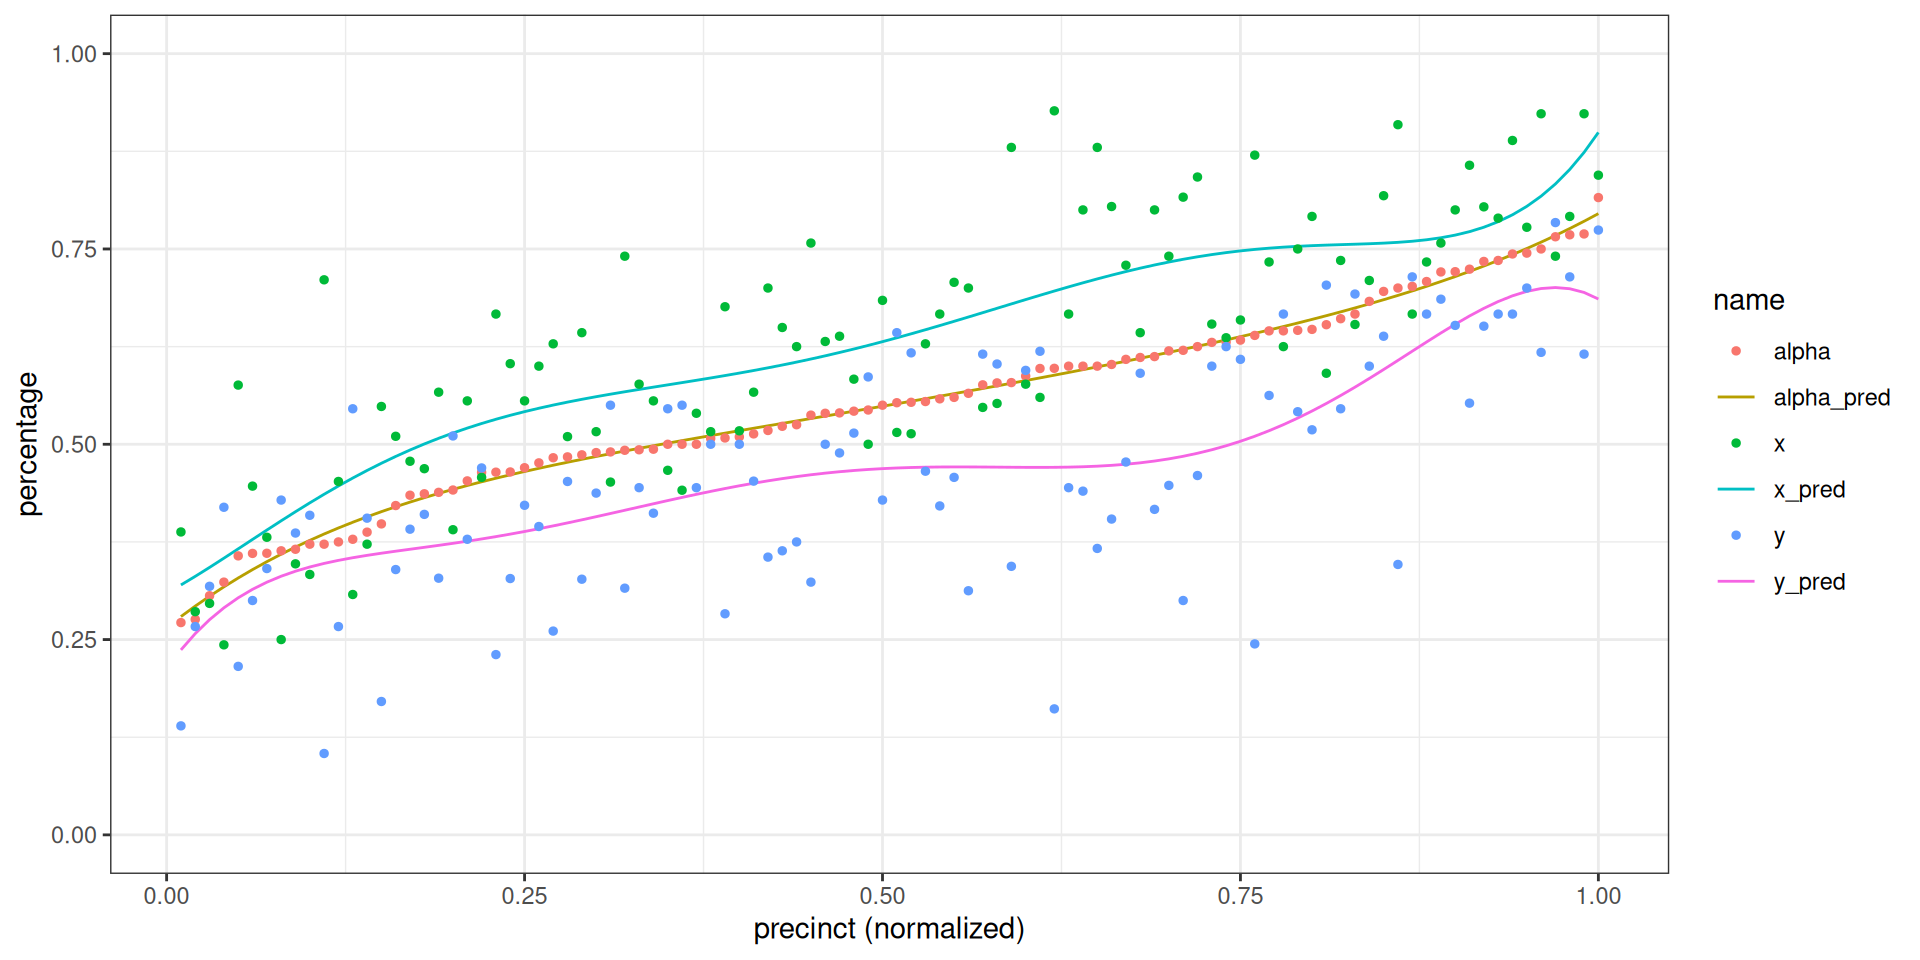 1.00
0.75
0.50
0.25
0.00
percentage
0.00 0.25 0.50 0.75 1.00
precinct (normalized)
name
alpha
alpha_pred
x
x_pred
y
y_pred